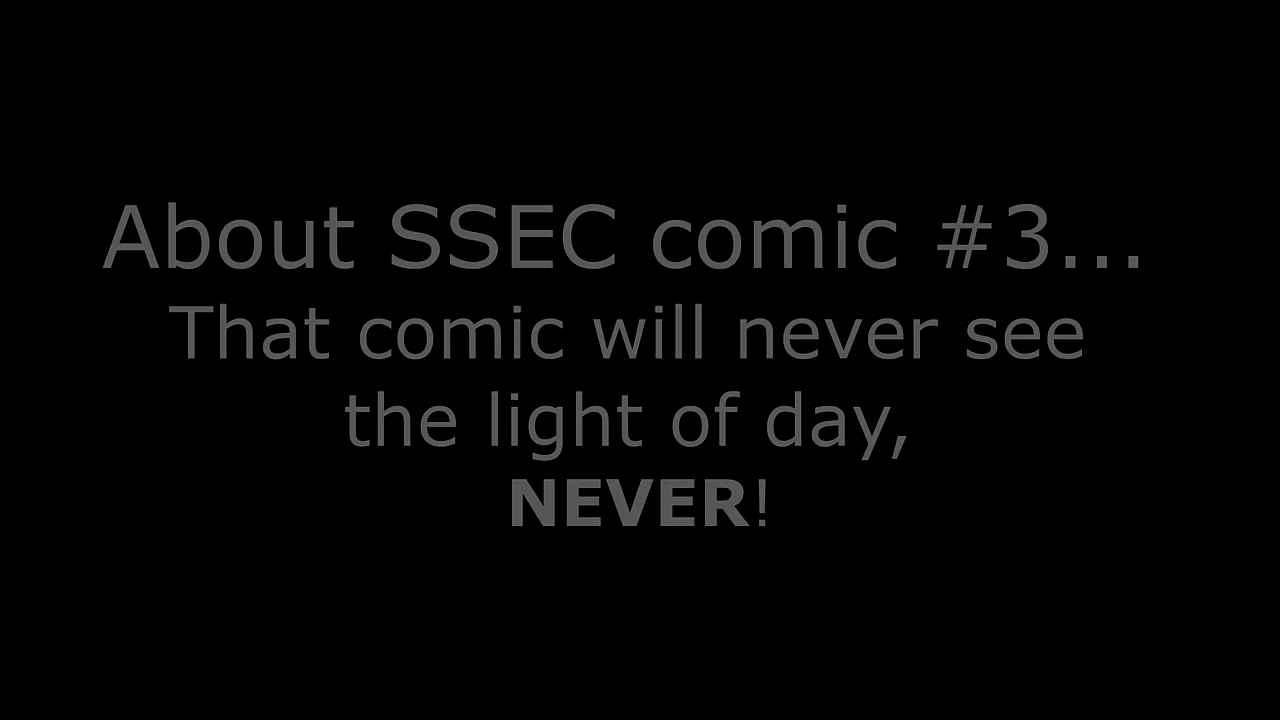 About SSEC comic #3...
That comic will never see
the light of day,
NEVER!